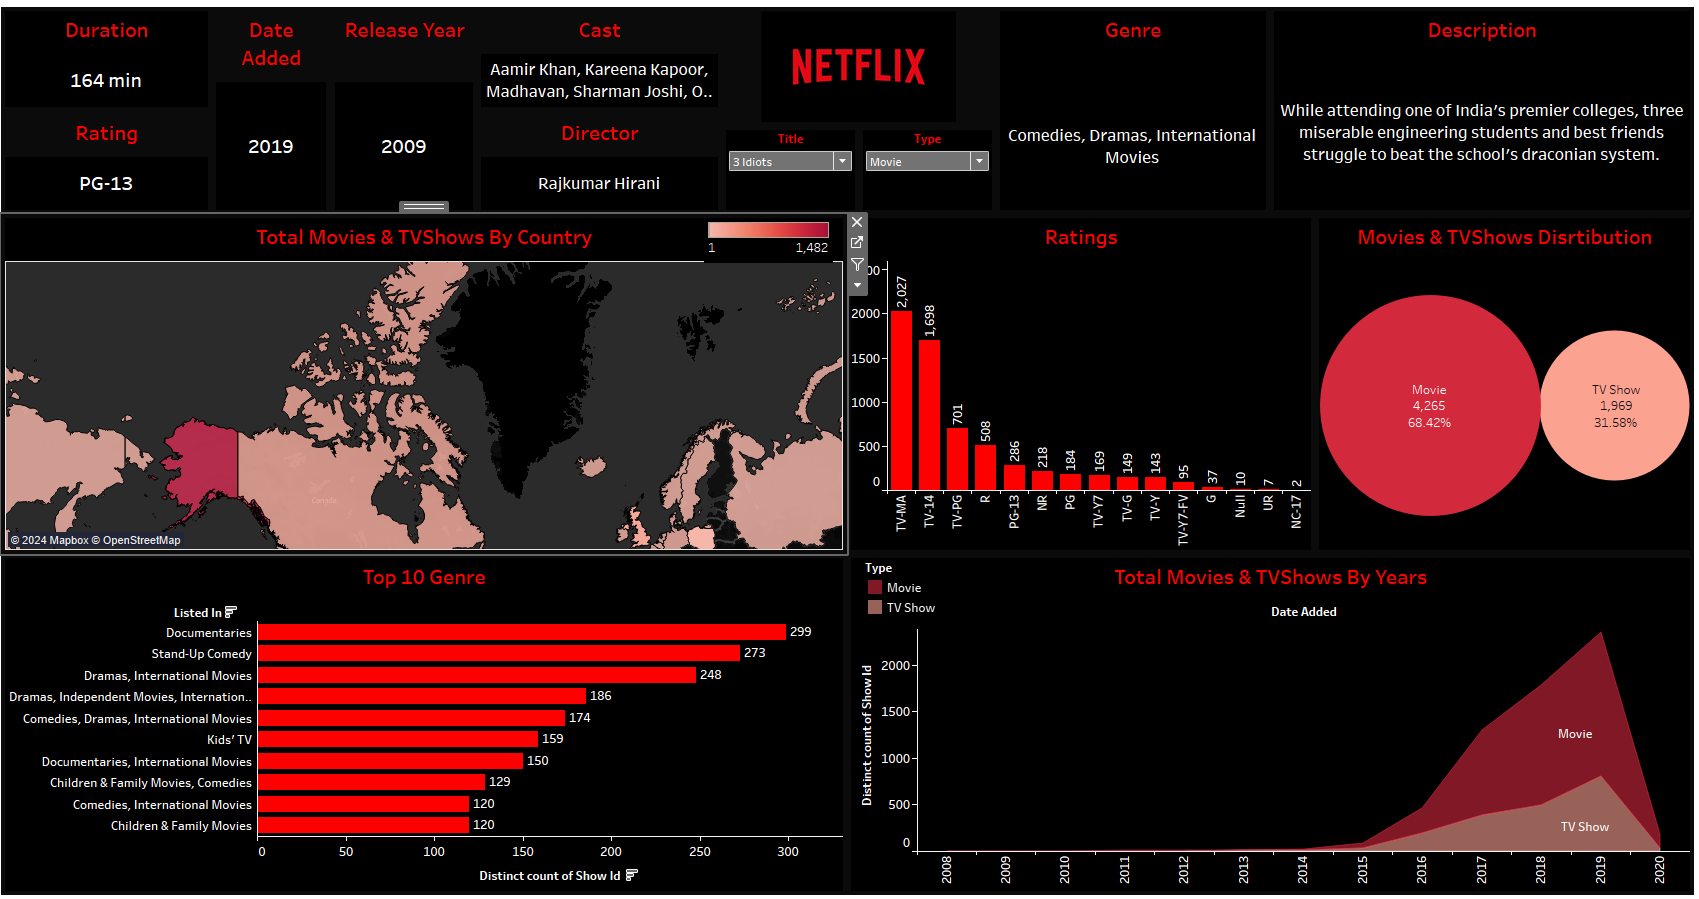 Duration
164 min
Rating
PG-13
Date
Added
2019
Release Year
2009
Cast
Aamir Khan, Kareena Kapoor,
Madhavan, Sharman Joshi, O..
Director
Rajkumar Hirani
NETFLIX
Title
3 Idiots
Type
Movie
Genre
Comedies, Dramas, International
Movies
Description
While attending one of India's premier colleges, three
miserable engineering students and best friends
struggle to beat the school's draconian system.
Total Movies & TVShows By Country
1 1,482
Canada
© 2024 Mapbox © OpenStreetMap
Ratings
2000
1500
1000
500
0
2,027
1,698
701
508
286
218
184
169
149
143
95
37
10
7
2
TV-MA
TV-14
TV-PG
R
PG-13
NR
PG
TV-Y7
TV-G
TV-Y
TV-Y7-FV
G
Null
UR
NC-17
Movies & TVShows Disrtibution
Movie
4,265
68.42%
TV Show
1,969
31.58%
Top 10 Genre
Listed In
Documentaries 299
Stand-Up Comedy 273
Dramas, International Movies 248
Dramas, Independent Movies, Internation.. 186
Comedies, Dramas, International Movies 174
Kids' TV 159
Documentaries, International Movies 150
Children & Family Movies, Comedies 129
Comedies, International Movies 120
Children & Family Movies 120
0 50 100 150 200 250 300
Distinct count of Show Id
Type
Movie
TV Show
Total Movies & TVShows By Years
Date Added
Distinct count of Show Id
2000
1500
1000
500
0
Movie
TV Show
2008
2009
2010
2011
2012
2013
2014
2015
2016
2017
2018
2019
2020